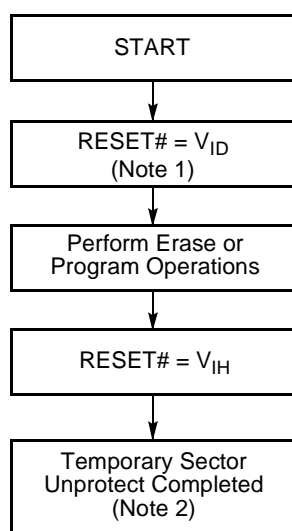 START
RESET# = VID
(Note 1)
Perform Erase or
Program Operations
RESET# = VIH
Temporary Sector
Unprotect Completed
(Note 2)